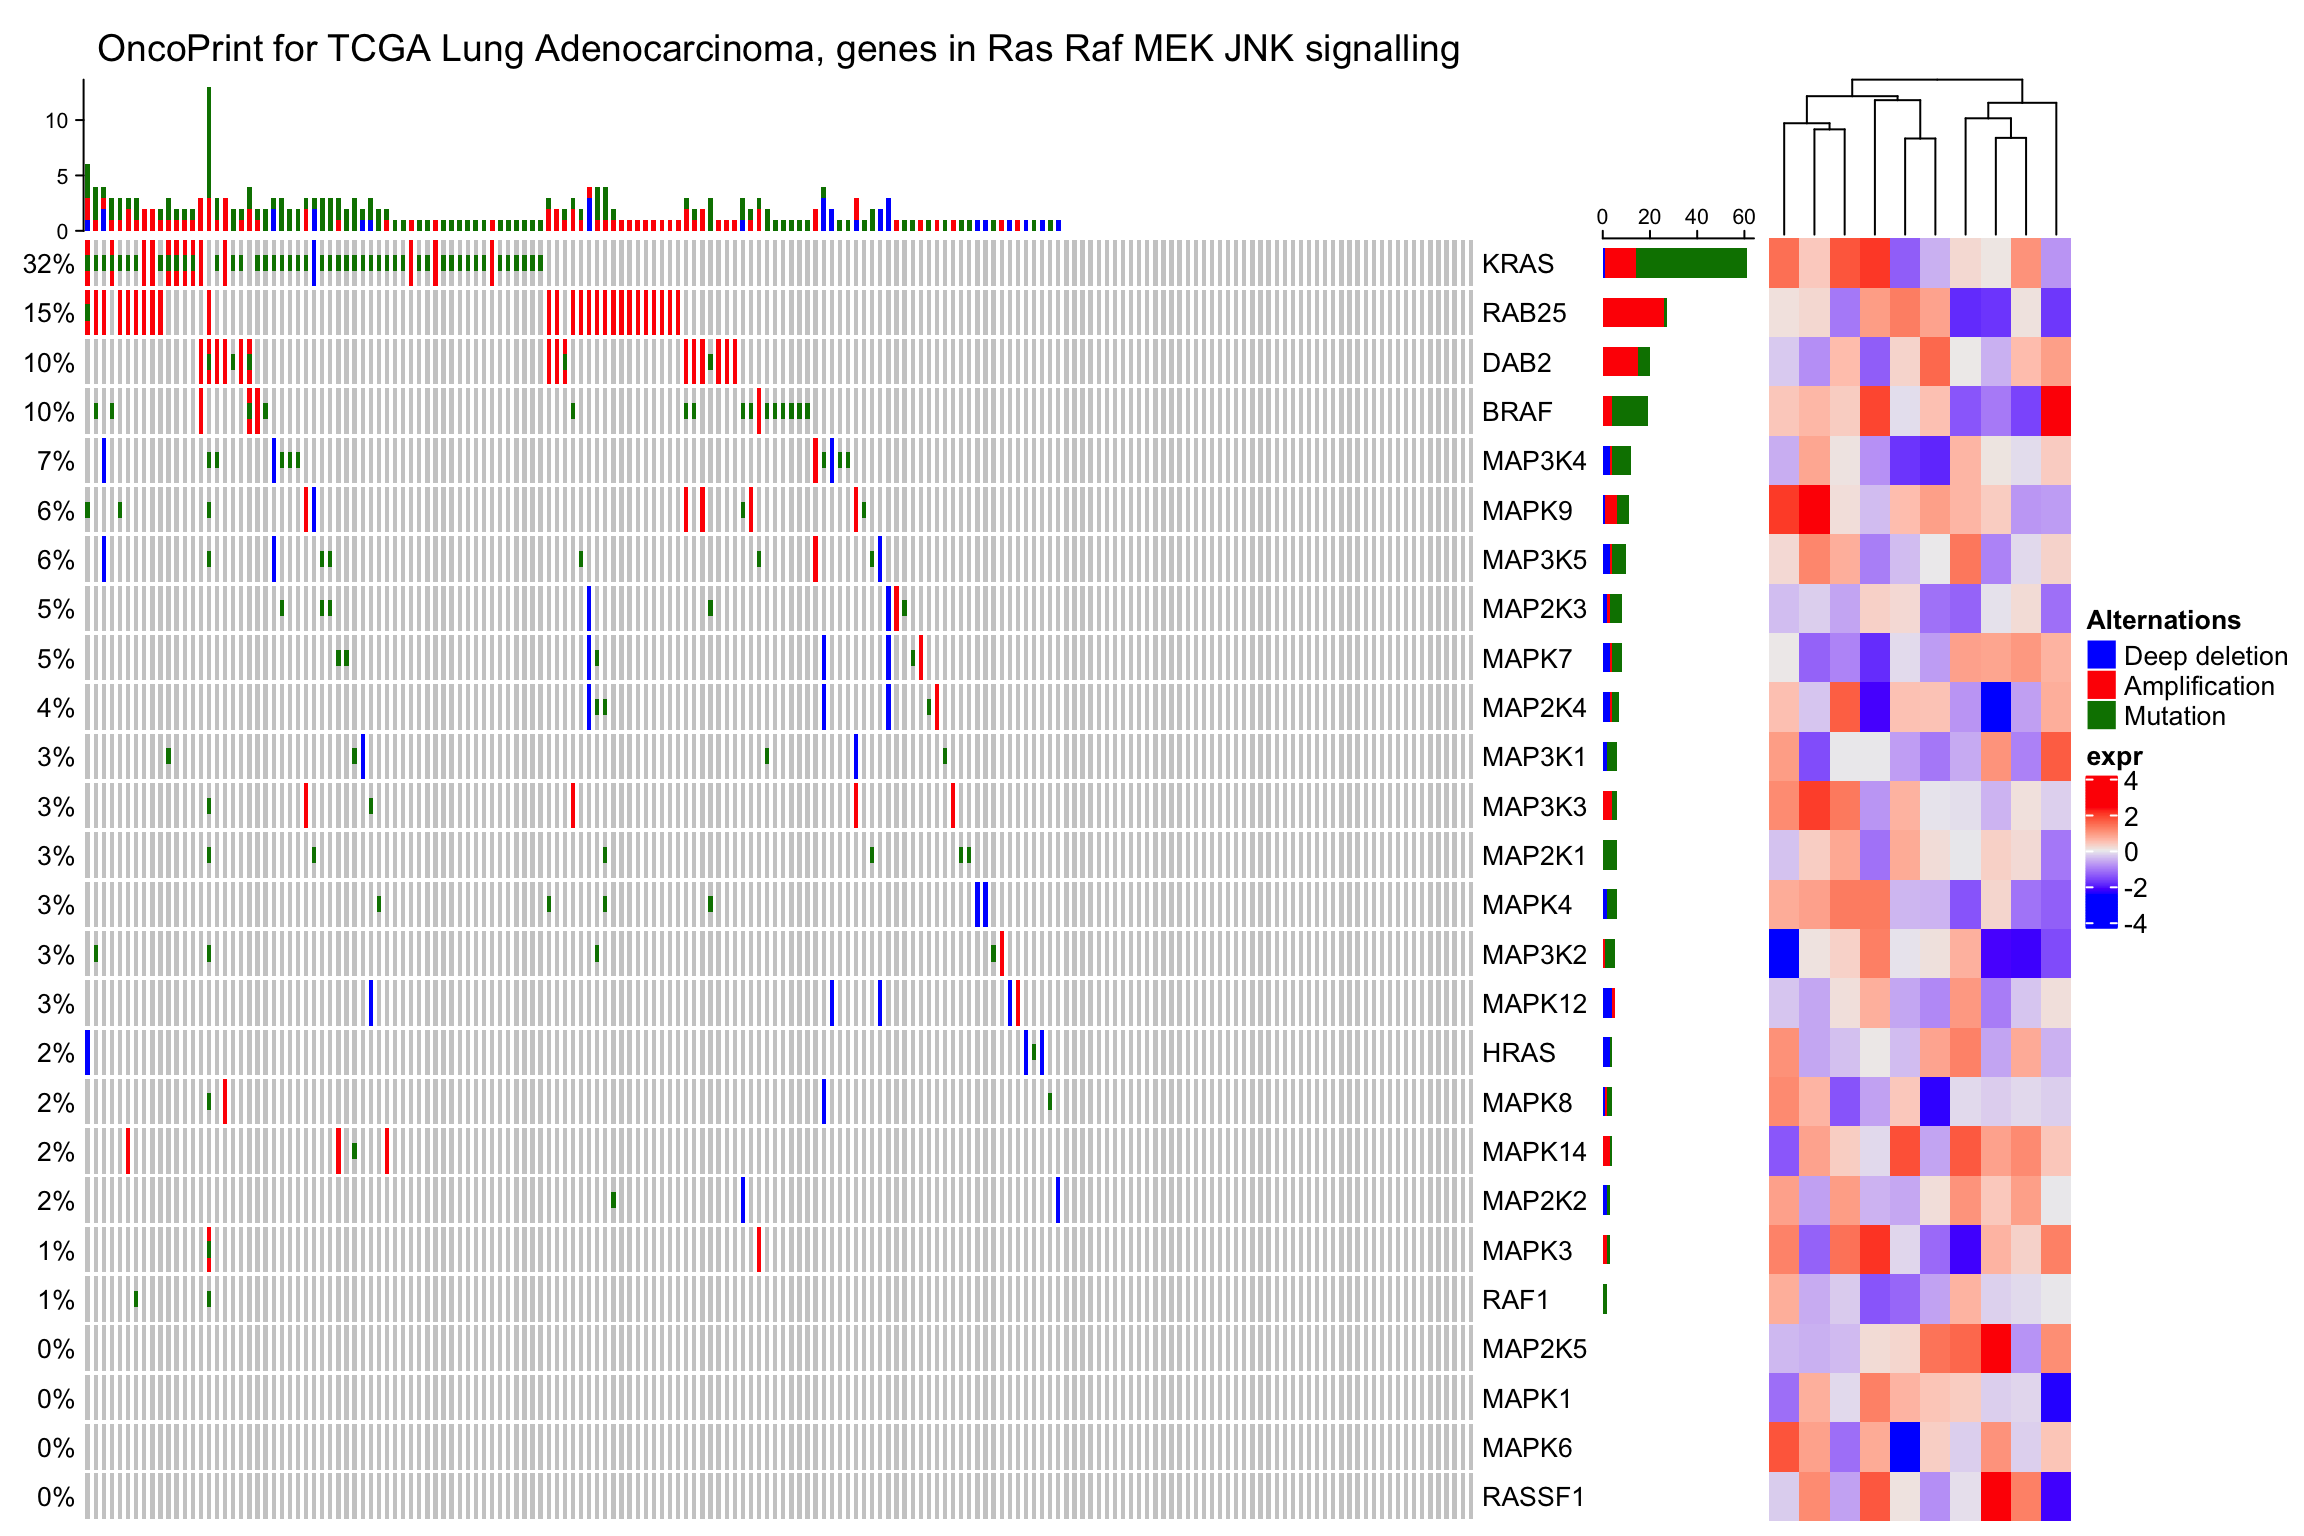 OncoPrint for TCGA Lung Adenocarcinoma, genes in Ras Raf MEK JNK signalling
10
5
0
0 20 40 60
32% KRAS
15% RAB25
10% DAB2
10% BRAF
7% MAP3K4
6% MAPK9
6% MAP3K5
5% MAP2K3
5% MAPK7
4% MAP2K4
3% MAP3K1
3% MAP3K3
3% MAP2K1
3% MAPK4
3% MAP3K2
3% MAPK12
2% HRAS
2% MAPK8
2% MAPK14
2% MAP2K2
1% MAPK3
1% RAF1
0% MAP2K5
0% MAPK1
0% MAPK6
0% RASSF1
Alternations
Deep deletion
Amplification
Mutation
expr
4
2
0
-2
-4